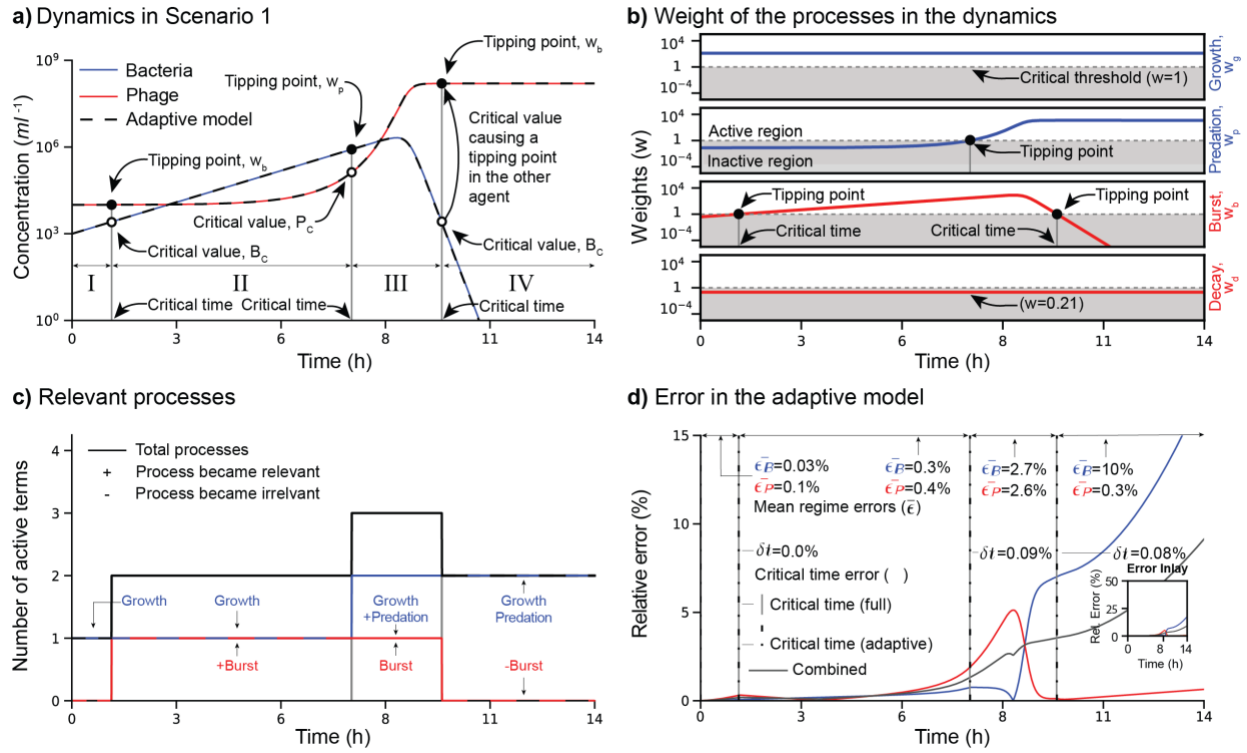 a) Dynamics in Scenario 1
Concentration (ml⁻¹)
10⁹
10⁶
10³
10⁰
Bacteria
Phage
Adaptive model
Tipping point, w_b
Tipping point, w_p
Tipping point, w_b
Critical value
causing a
tipping point
in the other
agent
Critical value, P_C
Critical value, B_C
Critical value, B_C
I
II
III
IV
Critical time
Critical time
Critical time
0
3
6
8
11
14
Time (h)
b) Weight of the processes in the dynamics
Weights (w)
10⁴
1
10⁻⁴
Critical threshold (w=1)
Growth,
w_g
10⁴
1
10⁻⁴
Active region
Inactive region
Tipping point
Predation,
w_p
10⁴
1
10⁻⁴
Tipping point
Tipping point
Critical time
Critical time
Burst,
w_b
10⁴
1
10⁻⁴
(w=0.21)
Decay,
w_d
0
3
6
8
11
14
Time (h)
c) Relevant processes
Number of active terms
4
3
2
1
0
Total processes
+ Process became relevant
- Process became irrelvant
Growth
Growth
Growth
+Predation
Growth
Predation
+Burst
Burst
-Burst
0
3
6
8
11
14
Time (h)
d) Error in the adaptive model
Relative error (%)
15
10
5
0
ϵ̄_B=0.03%
ϵ̄_P=0.1%
ϵ̄_B=0.3%
ϵ̄_P=0.4%
ϵ̄_B=2.7%
ϵ̄_P=2.6%
ϵ̄_B=10%
ϵ̄_P=0.3%
Mean regime errors (ϵ̄)
δt=0.0%
δt=0.09%
δt=0.08%
Critical time error ( )
Critical time (full)
Critical time (adaptive)
Combined
Error Inlay
Rel. Error (%)
50
25
0
0
7
14
Time (h)
0
3
6
8
11
14
Time (h)